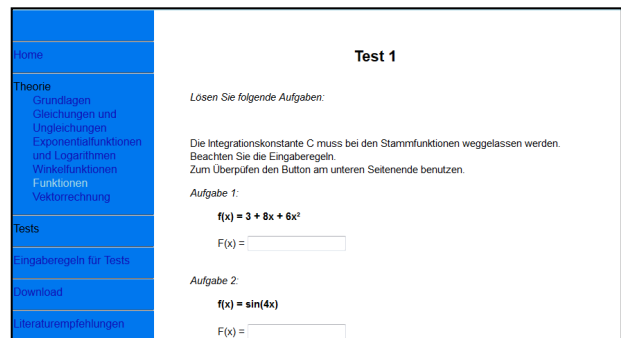 Home
Theorie
Grundlagen
Gleichungen und
Ungleichungen
Exponentialfunktionen
und Logarithmen
Winkelfunktionen
Funktionen
Vektorrechnung
Tests
Eingaberegeln für Tests
Download
Literaturempfehlungen
Test 1
Lösen Sie folgende Aufgaben:
Die Integrationskonstante C muss bei den Stammfunktionen weggelassen werden.
Beachten Sie die Eingaberegeln.
Zum Überpüfen den Button am unteren Seitenende benutzen.
Aufgabe 1:
f(x) = 3 + 8x + 6x²
F(x) =
Aufgabe 2:
f(x) = sin(4x)
F(x) =